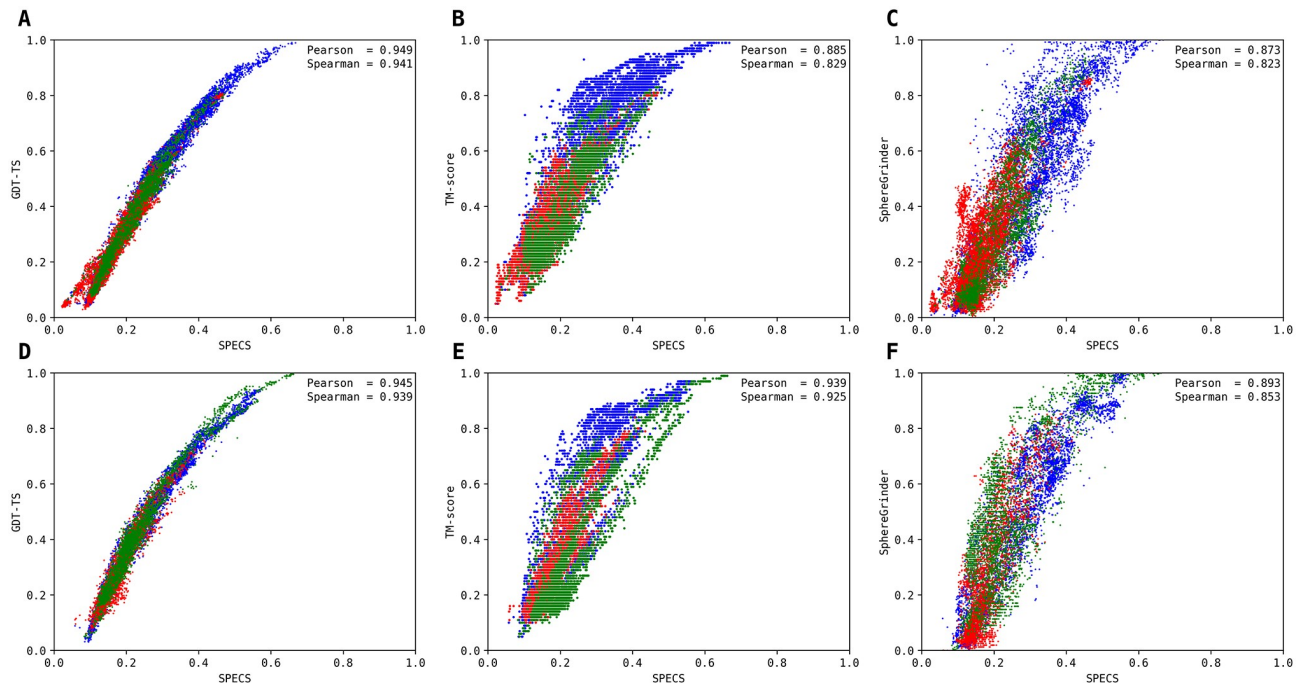 A
Pearson = 0.949
Spearman = 0.941
1.0
0.8
0.6
0.4
0.2
0.0
GDT-TS
0.0 0.2 0.4 0.6 0.8 1.0
SPECS
B
Pearson = 0.885
Spearman = 0.829
1.0
0.8
0.6
0.4
0.2
0.0
TM-score
0.0 0.2 0.4 0.6 0.8 1.0
SPECS
C
Pearson = 0.873
Spearman = 0.823
1.0
0.8
0.6
0.4
0.2
0.0
SphereGrinder
0.0 0.2 0.4 0.6 0.8 1.0
SPECS
D
Pearson = 0.945
Spearman = 0.939
1.0
0.8
0.6
0.4
0.2
0.0
GDT-TS
0.0 0.2 0.4 0.6 0.8 1.0
SPECS
E
Pearson = 0.939
Spearman = 0.925
1.0
0.8
0.6
0.4
0.2
0.0
TM-score
0.0 0.2 0.4 0.6 0.8 1.0
SPECS
F
Pearson = 0.893
Spearman = 0.853
1.0
0.8
0.6
0.4
0.2
0.0
SphereGrinder
0.0 0.2 0.4 0.6 0.8 1.0
SPECS